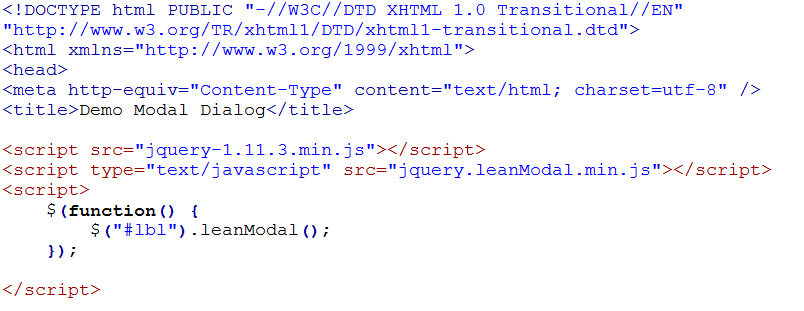 <!DOCTYPE html PUBLIC "-//W3C//DTD XHTML 1.0 Transitional//EN"
"http://www.w3.org/TR/xhtml1/DTD/xhtml1-transitional.dtd">
<html xmlns="http://www.w3.org/1999/xhtml">
<head>
<meta http-equiv="Content-Type" content="text/html; charset=utf-8" />
<title>Demo Modal Dialog</title>

<script src="jquery-1.11.3.min.js"></script>
<script type="text/javascript" src="jquery.leanModal.min.js"></script>
<script>
    $(function() {
        $("#lbl").leanModal();
    });

</script>